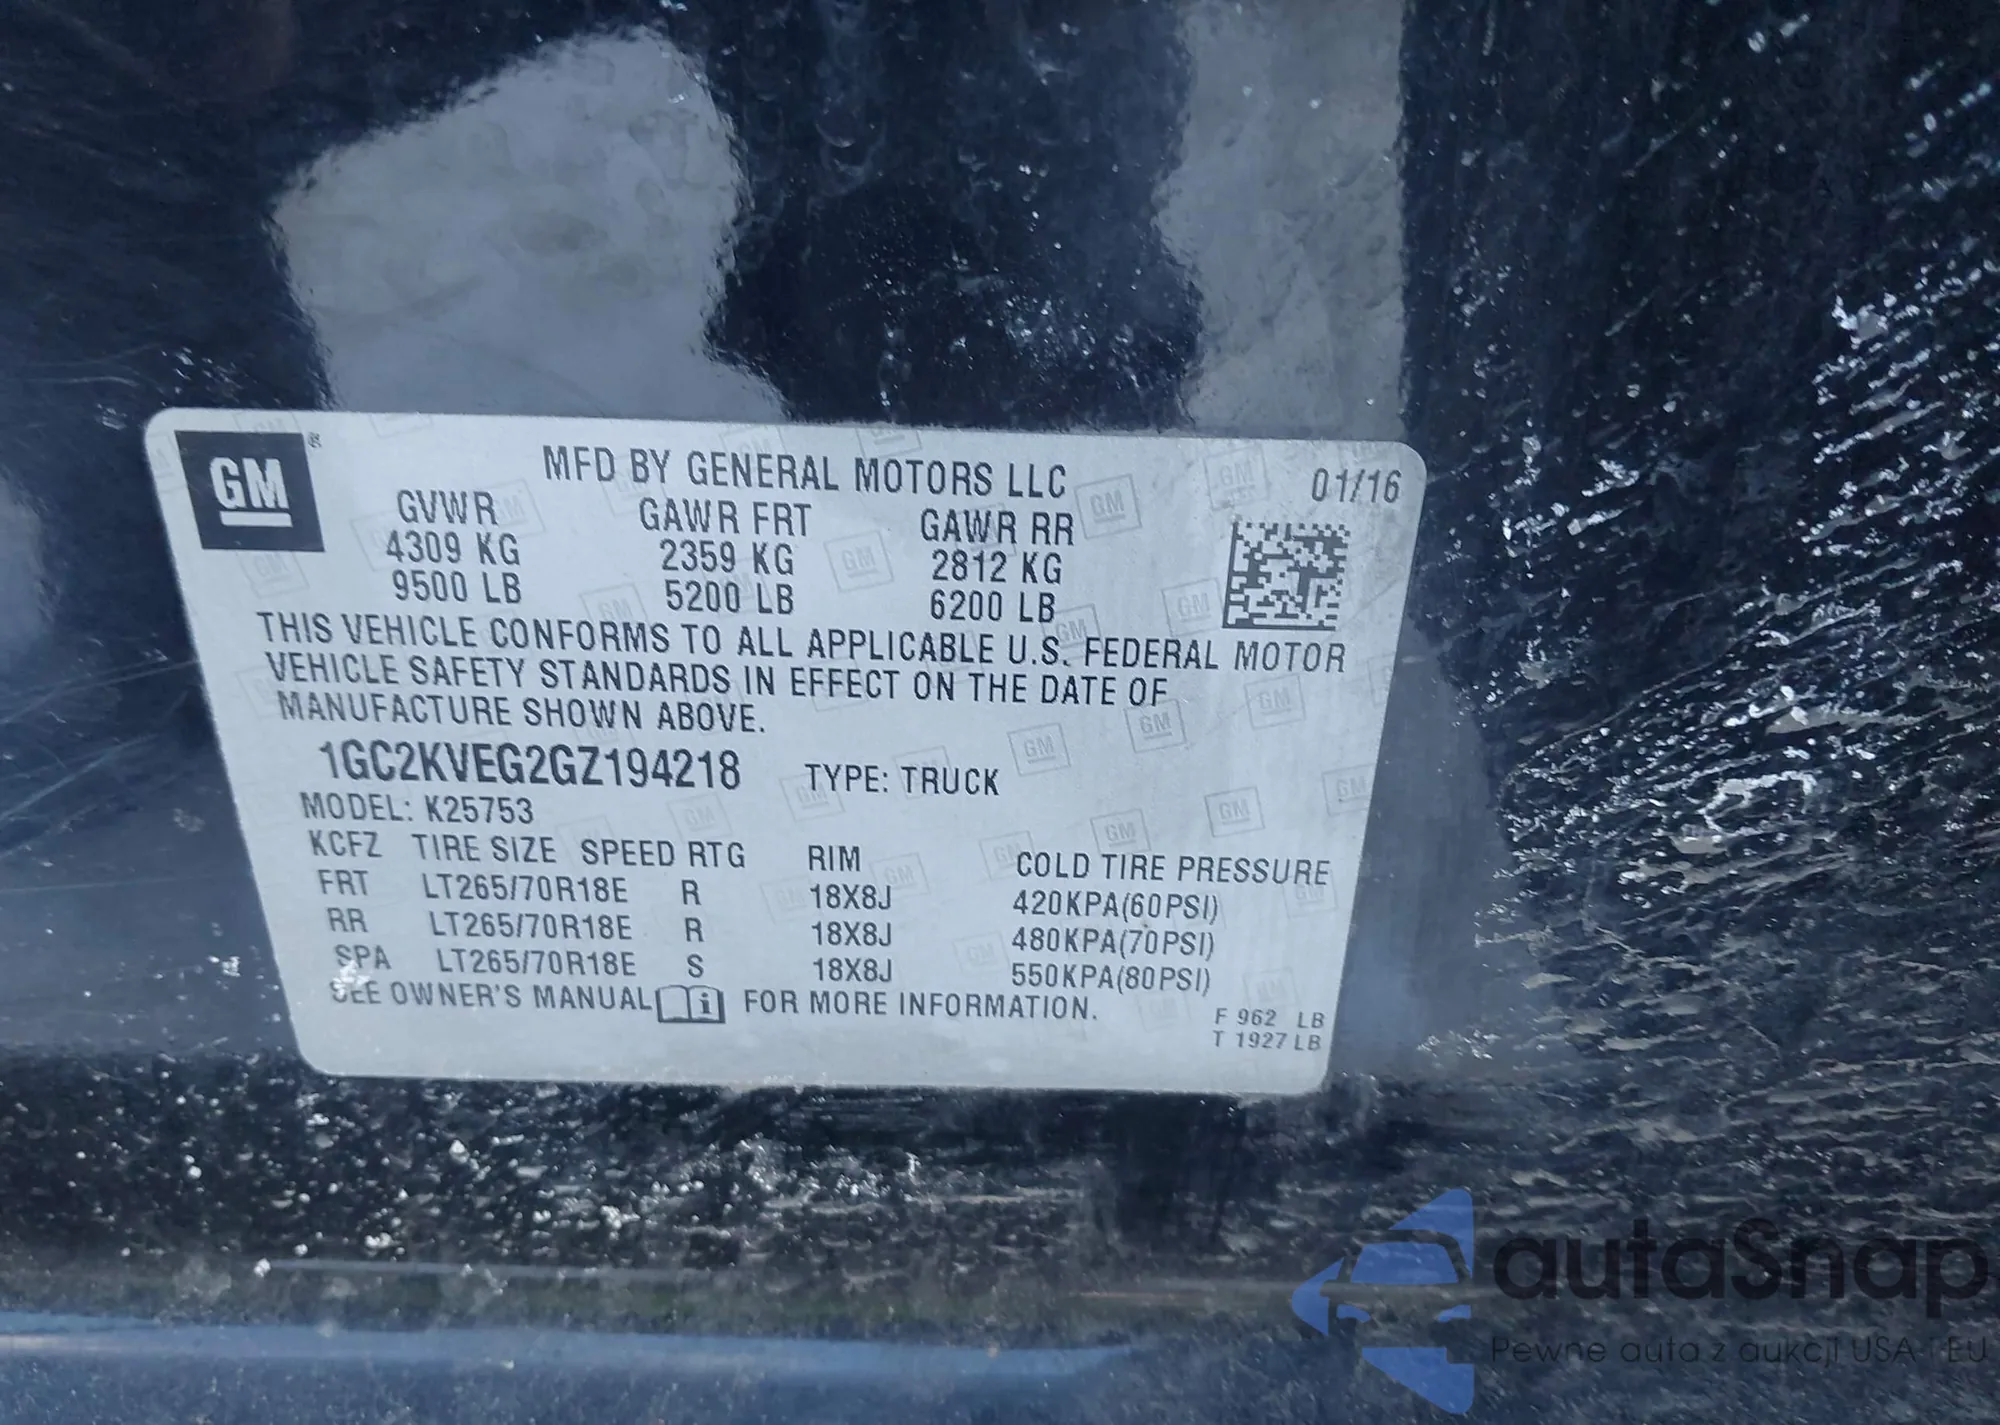 GM
MFD BY GENERAL MOTORS LLC 01/16
GVWR GAWR FRT GAWR RR
4309 KG 2359 KG 2812 KG
9500 LB 5200 LB 6200 LB
THIS VEHICLE CONFORMS TO ALL APPLICABLE U.S. FEDERAL MOTOR
VEHICLE SAFETY STANDARDS IN EFFECT ON THE DATE OF
MANUFACTURE SHOWN ABOVE.
1GC2KVEG2GZ194218 TYPE: TRUCK
MODEL: K25753
KCFZ TIRE SIZE SPEED RTG RIM COLD TIRE PRESSURE
FRT LT265/70R18E R 18X8J 420KPA(60PSI)
RR LT265/70R18E R 18X8J 480KPA(70PSI)
SPA LT265/70R18E S 18X8J 550KPA(80PSI)
SEE OWNER'S MANUAL i FOR MORE INFORMATION.
F 962 LB
T 1927 LB
autaSnap
Pewne auta z aukcji USA i EU